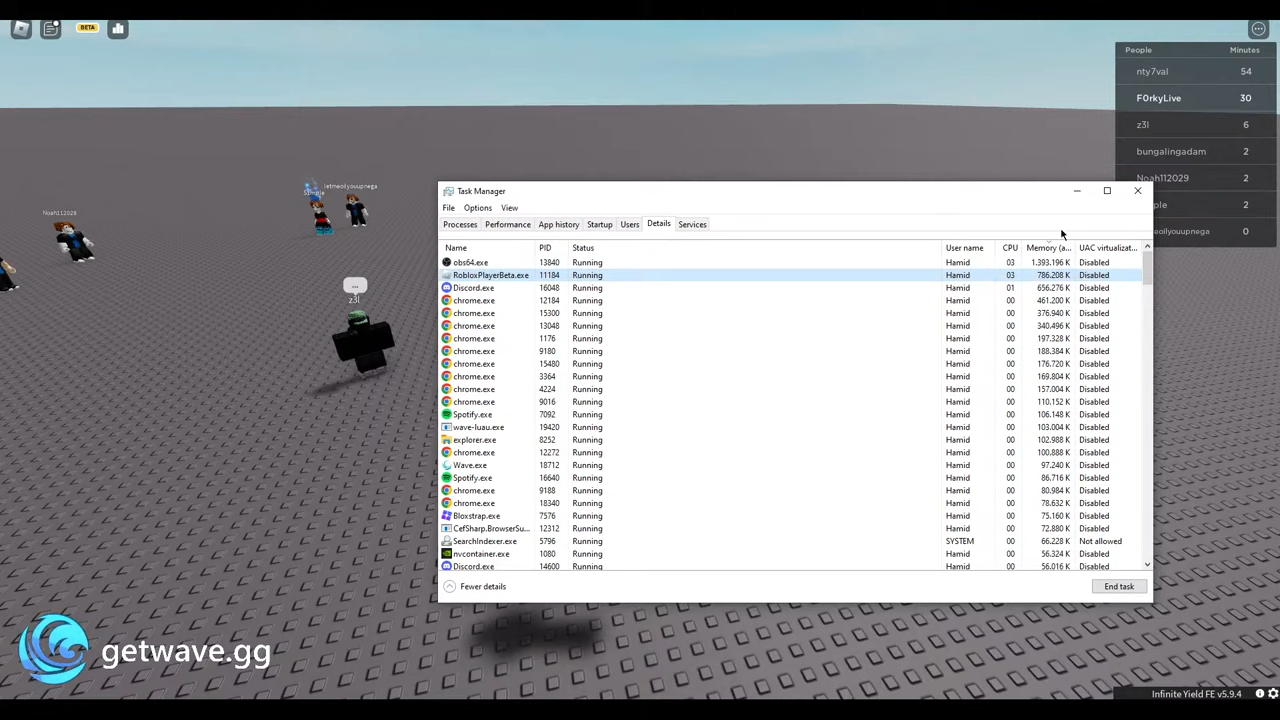 BETA
People Minutes
nty7val 54
F0rkyLive 30
z3l 6
bungalingadam 2
Noah112029 2
ple 2
eoilyouupnega 0
letmeoilyouupnega
Noah112029
...
z3l
Task Manager
File Options View
Processes Performance App history Startup Users Details Services
Name PID Status User name CPU Memory (a... UAC virtualizat...
obs64.exe 13840 Running Hamid 03 1.393.196 K Disabled
RobloxPlayerBeta.exe 11184 Running Hamid 03 786.208 K Disabled
Discord.exe 16048 Running Hamid 01 656.276 K Disabled
chrome.exe 12184 Running Hamid 00 461.200 K Disabled
chrome.exe 15300 Running Hamid 00 376.940 K Disabled
chrome.exe 13048 Running Hamid 00 340.496 K Disabled
chrome.exe 1176 Running Hamid 00 197.328 K Disabled
chrome.exe 9180 Running Hamid 00 188.384 K Disabled
chrome.exe 15480 Running Hamid 00 176.720 K Disabled
chrome.exe 3364 Running Hamid 00 169.804 K Disabled
chrome.exe 4224 Running Hamid 00 157.004 K Disabled
chrome.exe 9016 Running Hamid 00 110.152 K Disabled
Spotify.exe 7092 Running Hamid 00 106.148 K Disabled
wave-luau.exe 19420 Running Hamid 00 103.004 K Disabled
explorer.exe 8252 Running Hamid 00 102.988 K Disabled
chrome.exe 12272 Running Hamid 00 100.888 K Disabled
Wave.exe 18712 Running Hamid 00 97.240 K Disabled
Spotify.exe 16640 Running Hamid 00 86.716 K Disabled
chrome.exe 9188 Running Hamid 00 80.984 K Disabled
chrome.exe 18340 Running Hamid 00 78.632 K Disabled
Bloxstrap.exe 7576 Running Hamid 00 75.160 K Disabled
CefSharp.BrowserSu... 12312 Running Hamid 00 72.880 K Disabled
SearchIndexer.exe 5796 Running SYSTEM 00 66.228 K Not allowed
nvcontainer.exe 1080 Running Hamid 00 56.324 K Disabled
Discord.exe 14600 Running Hamid 00 56.016 K Disabled
Fewer details End task
getwave.gg
Infinite Yield FE v5.9.4